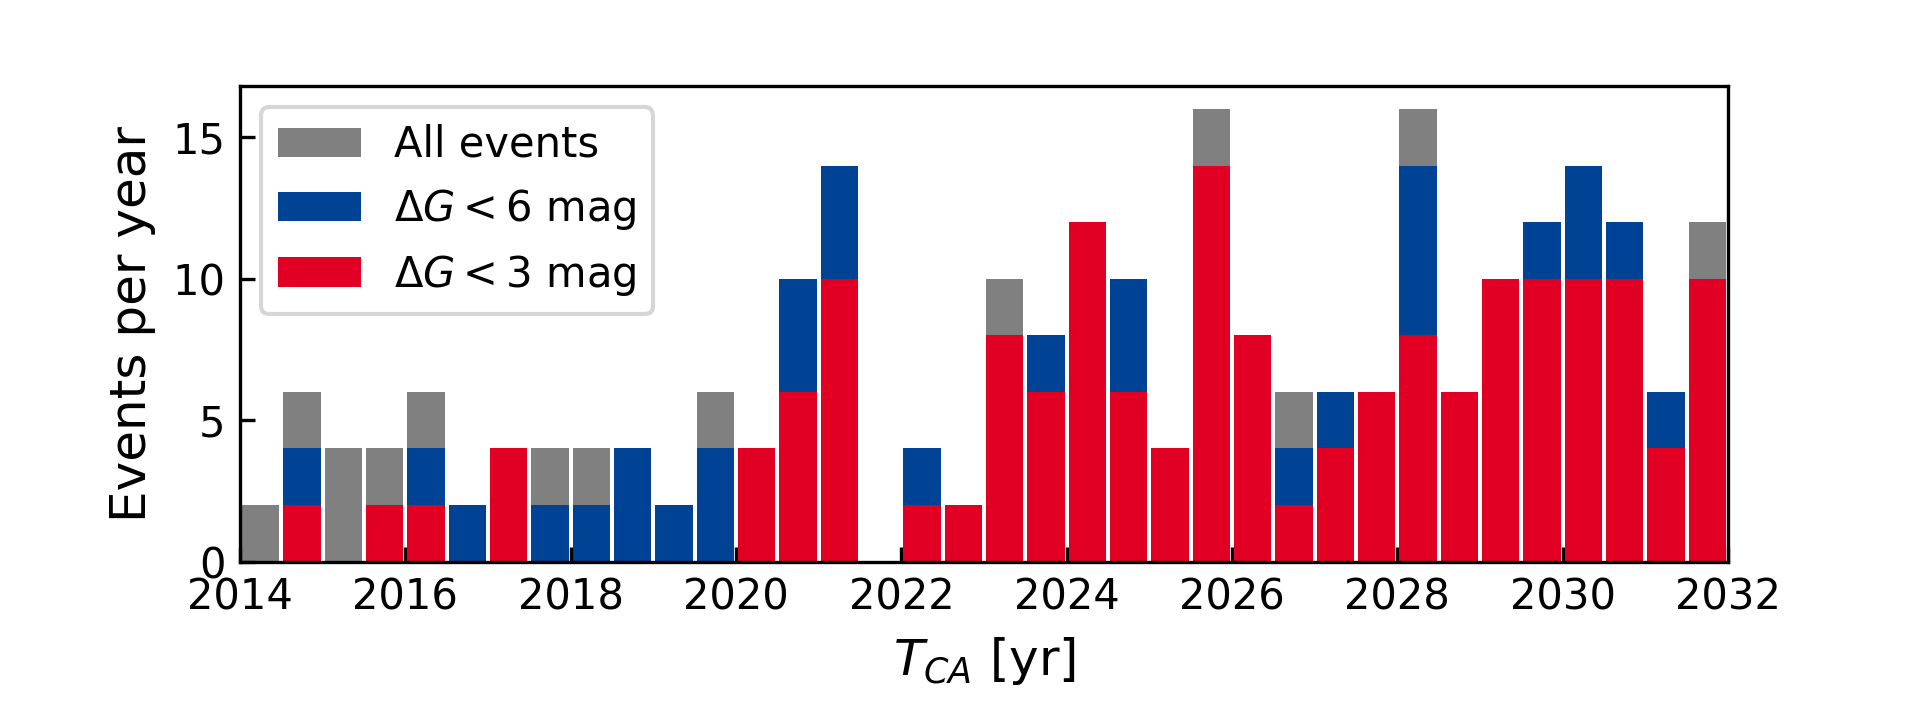 All events
ΔG < 6 mag
ΔG < 3 mag
Events per year
15
10
5
0
2014 2016 2018 2020 2022 2024 2026 2028 2030 2032
T_CA [yr]